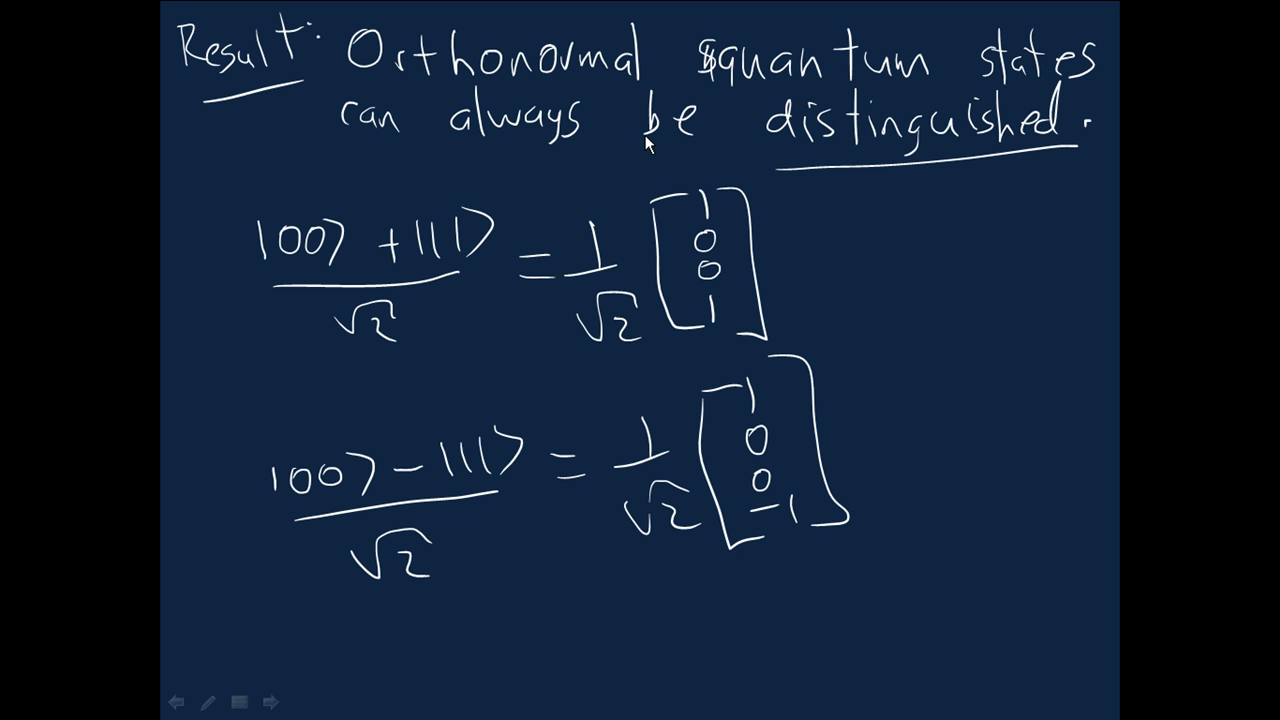 Result: Orthonormal quantum states
can always be distinguished.
|00⟩ + |11⟩ / √2 = 1/√2 [1 0 0 1]
|00⟩ − |11⟩ / √2 = 1/√2 [1 0 0 −1]